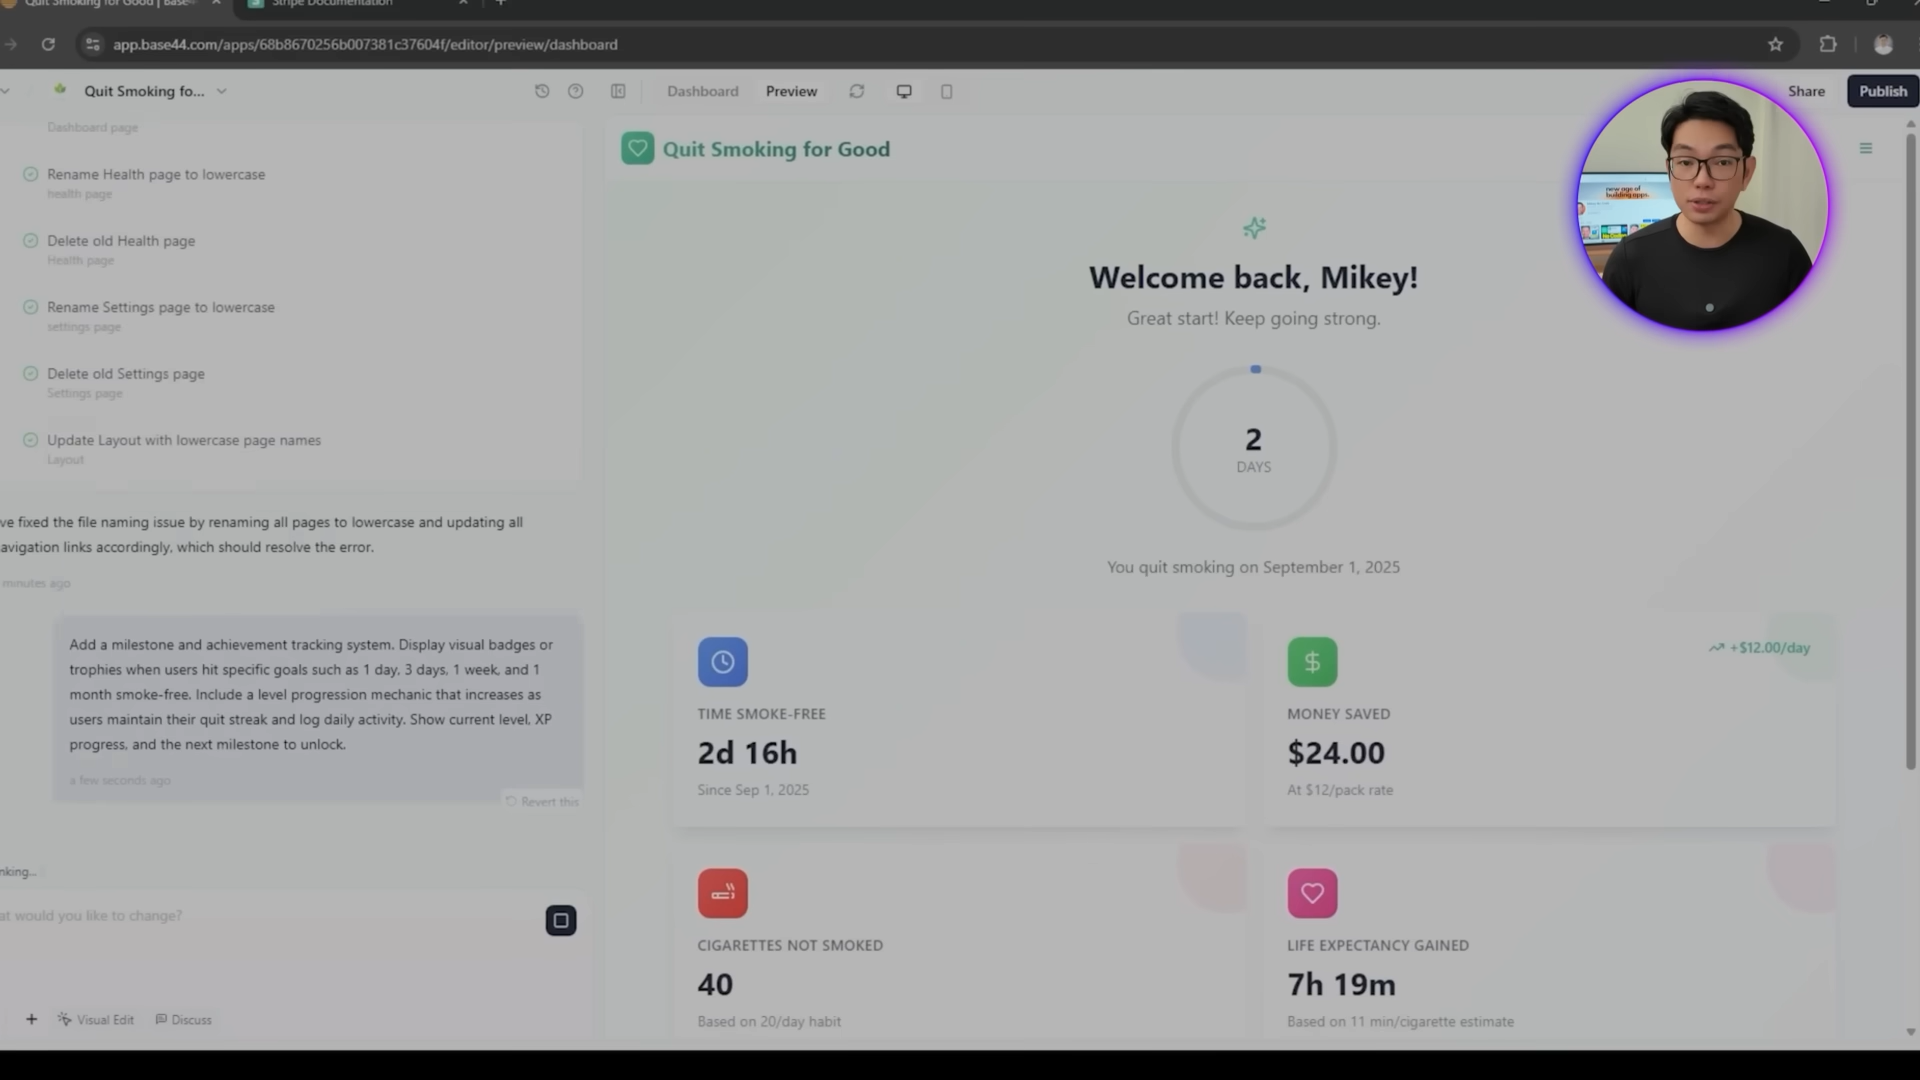 Quit Smoking for Good | Base
Stripe Documentation
app.base44.com/apps/68b8670256b007381c37604f/editor/preview/dashboard
Quit Smoking fo...
Dashboard
Preview
Share
Publish
Dashboard page
Rename Health page to lowercase
health page
Delete old Health page
Health page
Rename Settings page to lowercase
settings page
Delete old Settings page
Settings page
Update Layout with lowercase page names
Layout
ve fixed the file naming issue by renaming all pages to lowercase and updating all
avigation links accordingly, which should resolve the error.
minutes ago
Add a milestone and achievement tracking system. Display visual badges or
trophies when users hit specific goals such as 1 day, 3 days, 1 week, and 1
month smoke-free. Include a level progression mechanic that increases as
users maintain their quit streak and log daily activity. Show current level, XP
progress, and the next milestone to unlock.
a few seconds ago
Revert this
nking...
at would you like to change?
Visual Edit
Discuss
Quit Smoking for Good
new age of
building apps.
Welcome back, Mikey!
Great start! Keep going strong.
2
DAYS
You quit smoking on September 1, 2025
TIME SMOKE-FREE
2d 16h
Since Sep 1, 2025
+$12.00/day
MONEY SAVED
$24.00
At $12/pack rate
CIGARETTES NOT SMOKED
40
Based on 20/day habit
LIFE EXPECTANCY GAINED
7h 19m
Based on 11 min/cigarette estimate